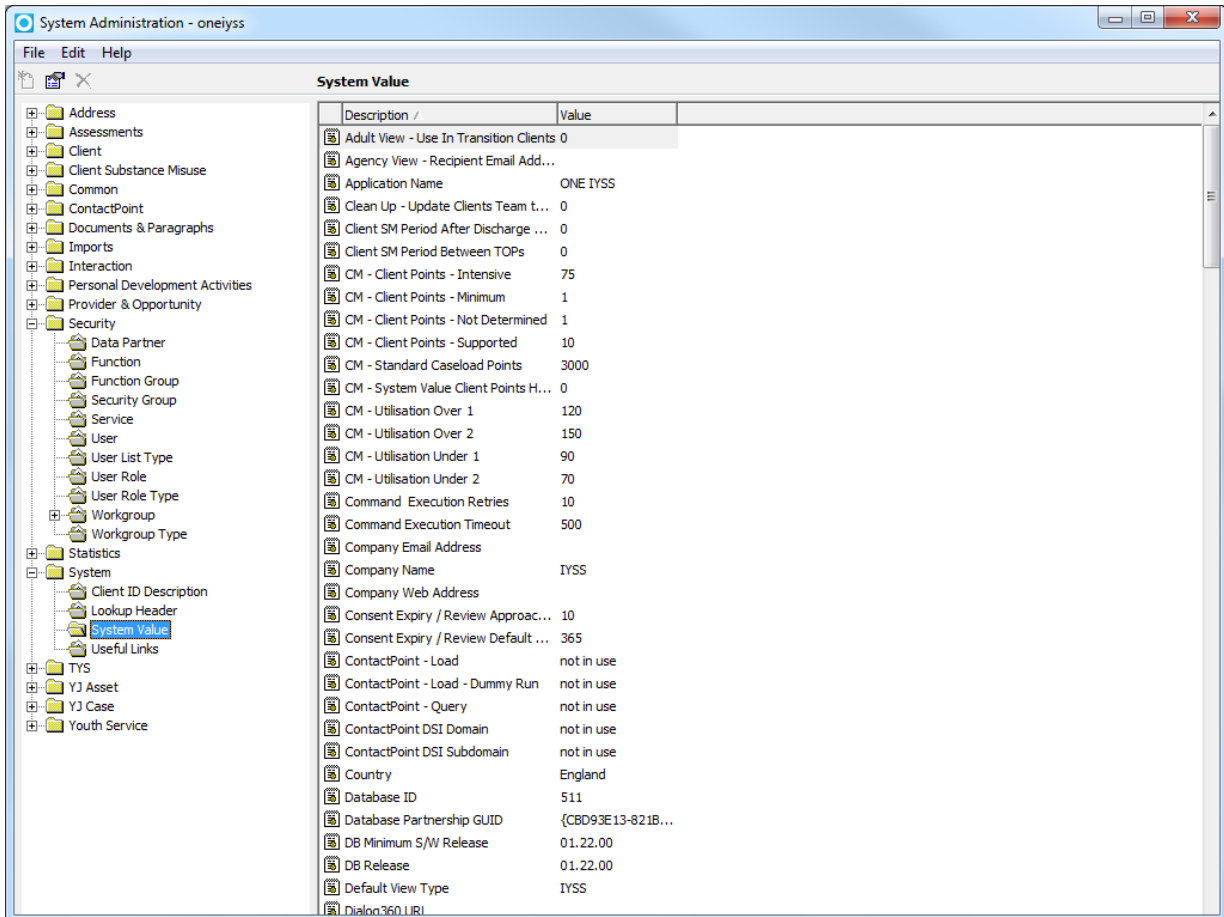 System Administration - oneiyss
File Edit Help
System Value
Address
Assessments
Client
Client Substance Misuse
Common
ContactPoint
Documents & Paragraphs
Imports
Interaction
Personal Development Activities
Provider & Opportunity
Security
Data Partner
Function
Function Group
Security Group
Service
User
User List Type
User Role
User Role Type
Workgroup
Workgroup Type
Statistics
System
Client ID Description
Lookup Header
System Value
Useful Links
TYS
YJ Asset
YJ Case
Youth Service
Description Value
Adult View - Use In Transition Clients 0
Agency View - Recipient Email Add...
Application Name ONE IYSS
Clean Up - Update Clients Team t... 0
Client SM Period After Discharge ... 0
Client SM Period Between TOPs 0
CM - Client Points - Intensive 75
CM - Client Points - Minimum 1
CM - Client Points - Not Determined 1
CM - Client Points - Supported 10
CM - Standard Caseload Points 3000
CM - System Value Client Points H... 0
CM - Utilisation Over 1 120
CM - Utilisation Over 2 150
CM - Utilisation Under 1 90
CM - Utilisation Under 2 70
Command Execution Retries 10
Command Execution Timeout 500
Company Email Address
Company Name IYSS
Company Web Address
Consent Expiry / Review Approac... 10
Consent Expiry / Review Default ... 365
ContactPoint - Load not in use
ContactPoint - Load - Dummy Run not in use
ContactPoint - Query not in use
ContactPoint DSI Domain not in use
ContactPoint DSI Subdomain not in use
Country England
Database ID 511
Database Partnership GUID {CBD93E13-821B...
DB Minimum S/W Release 01.22.00
DB Release 01.22.00
Default View Type IYSS
Dialog360 URL